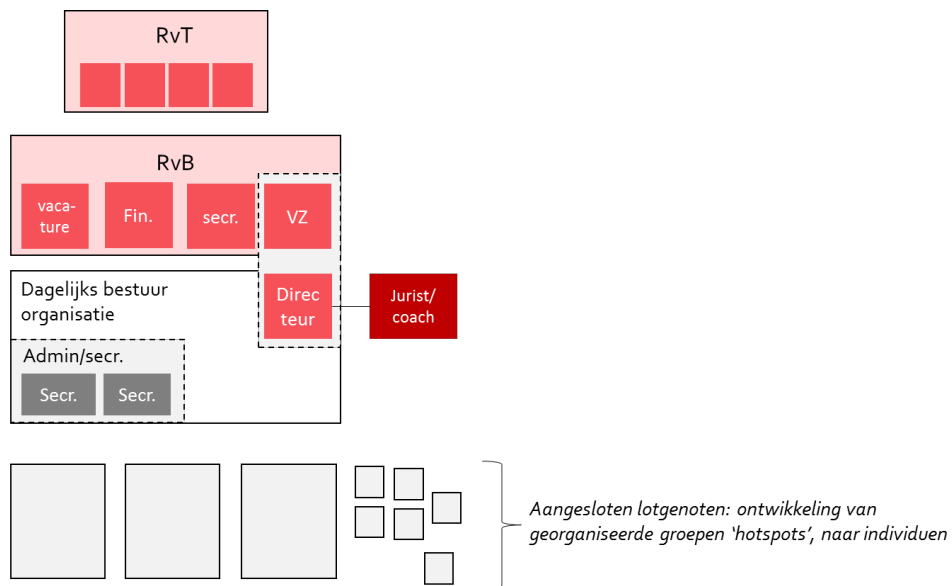 RvT
RvB
vaca-
ture
Fin.
secr.
VZ
Dagelijks bestuur
organisatie
Direc
teur
Jurist/
coach
Admin/secr.
Secr.
Secr.
Aangesloten lotgenoten: ontwikkeling van
georganiseerde groepen ‘hotspots’, naar individuen